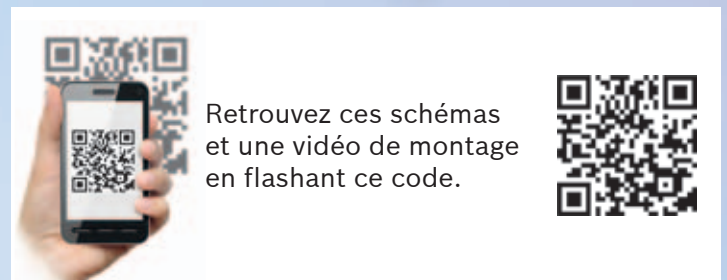 Retrouvez ces schémas
et une vidéo de montage
en flashant ce code.